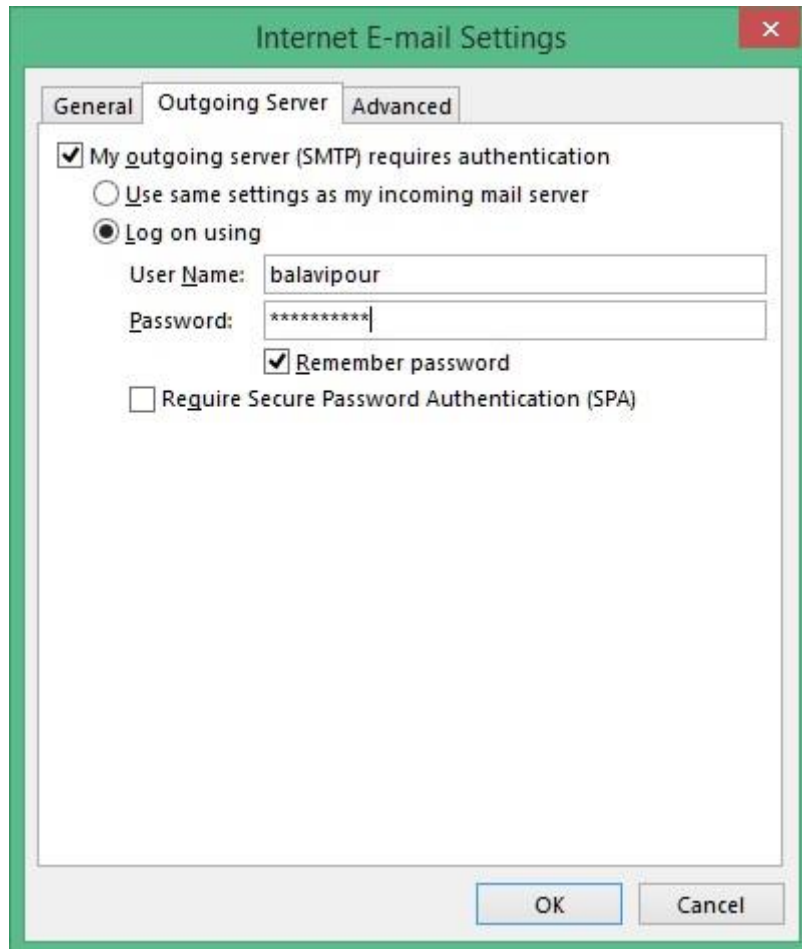 Internet E-mail Settings
General Outgoing Server Advanced
My outgoing server (SMTP) requires authentication
Use same settings as my incoming mail server
Log on using
User Name: balavipour
Password: **********
Remember password
Require Secure Password Authentication (SPA)
OK Cancel